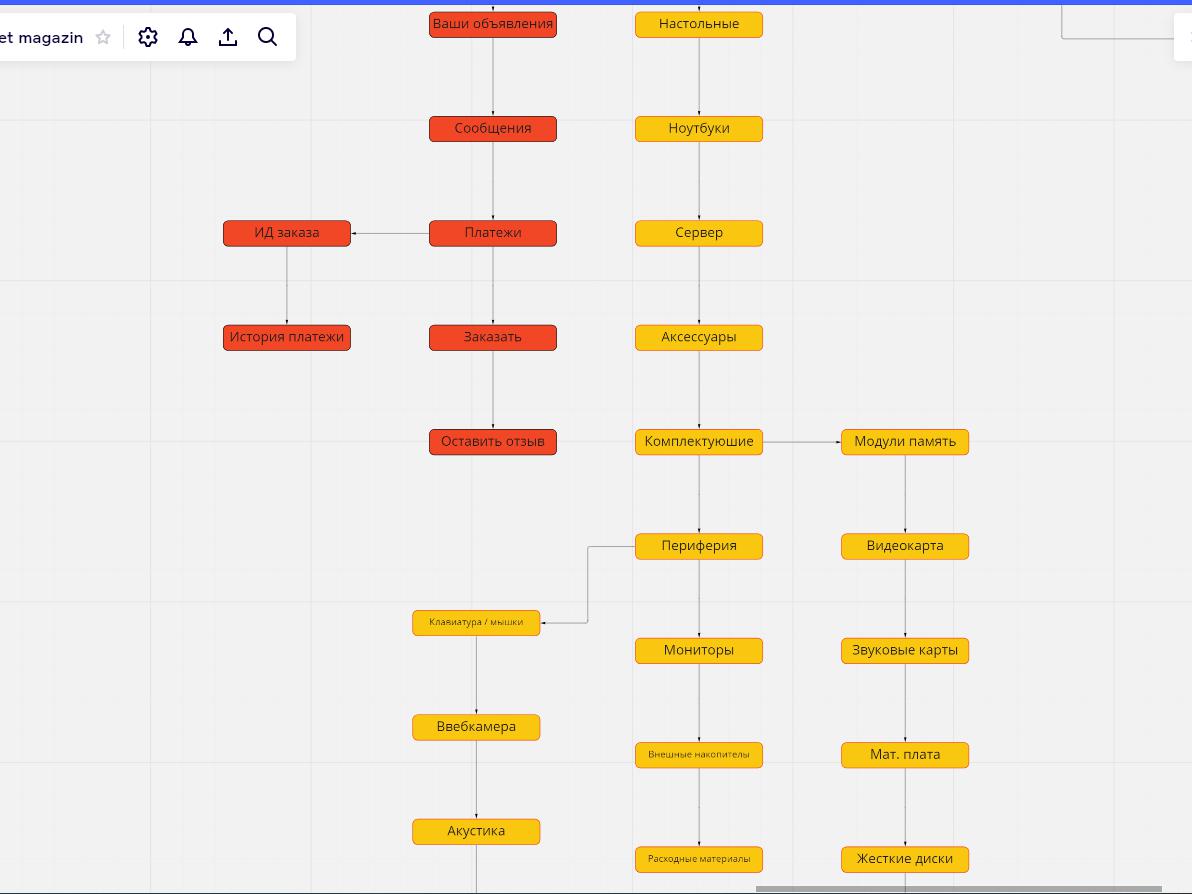 et magazin
Ваши объявления
Настольные
Сообщения
Ноутбуки
ИД заказа
Платежи
Сервер
История платежи
Заказать
Аксессуары
Оставить отзыв
Комплектуюшие
Модули память
Периферия
Видеокарта
Клавиатура / мышки
Мониторы
Звуковые карты
Ввебкамера
Внешные накопителы
Мат. плата
Акустика
Расходные материалы
Жесткие диски